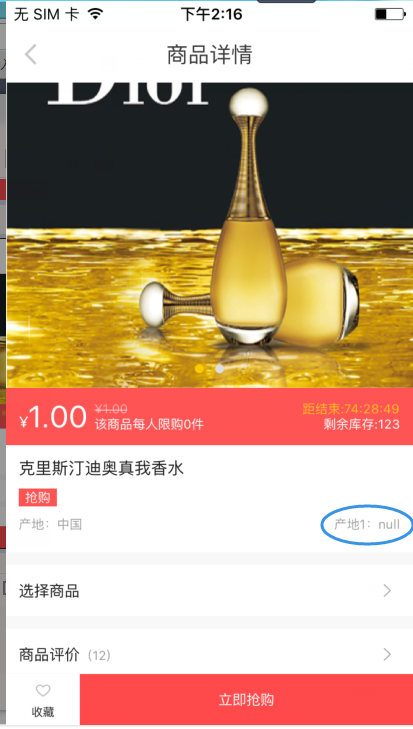 无 SIM 卡 下午2:16
商品详情
Dior
¥1.00 ¥1.00 距结束:74:28:49
该商品每人限购0件 剩余库存:123
克里斯汀迪奥真我香水
抢购
产地：中国 产地1：null
选择商品
商品评价 (12)
收藏 立即抢购